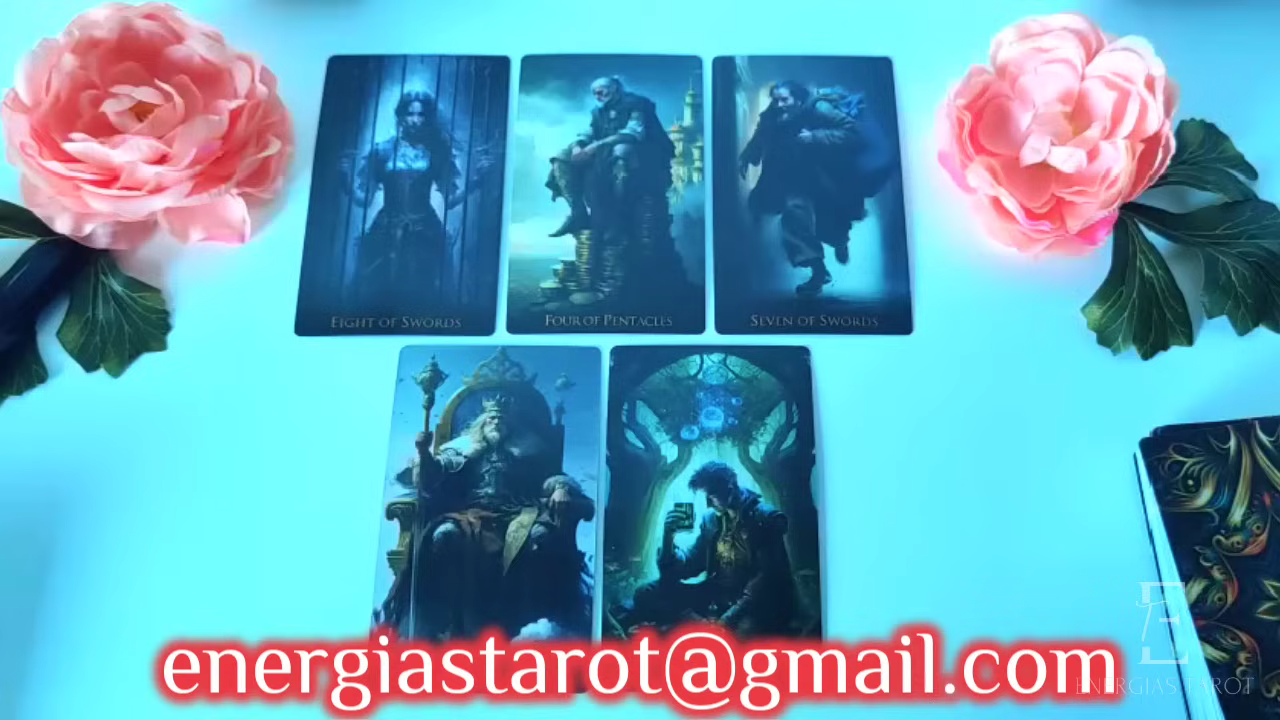 EIGHT OF SWORDS
FOUR OF PENTACLES
SEVEN OF SWORDS
energiastarot@gmail.com
E
ENERGIAS TAROT